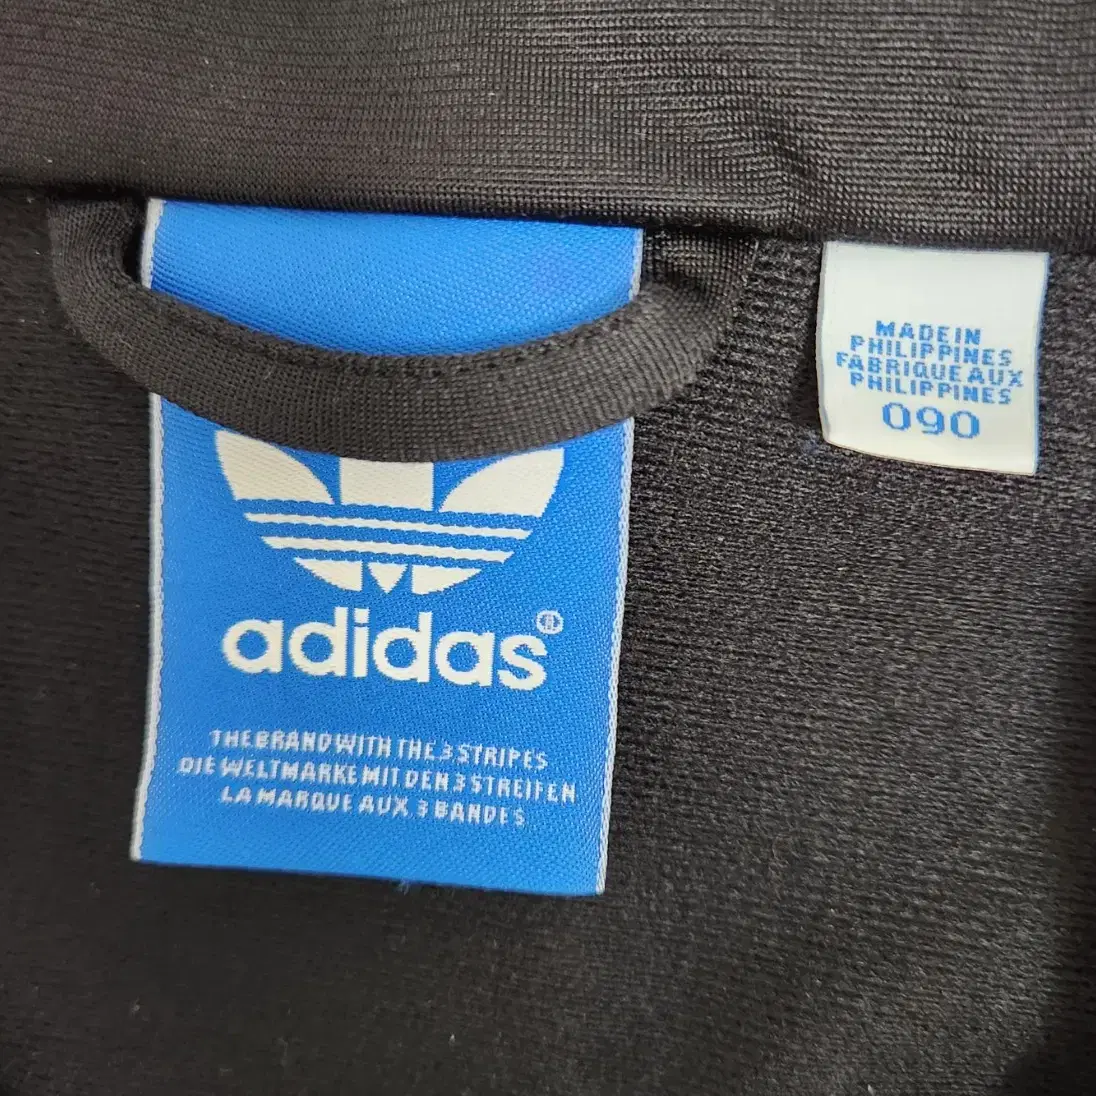 adidas®
THE BRAND WITH THE 3 STRIPES
DIE WELTMARKE MIT DEN 3 STREIFEN
LA MARQUE AUX 3 BANDES
MADE IN
PHILIPPINES
FABRIQUE AUX
PHILIPPINES
090